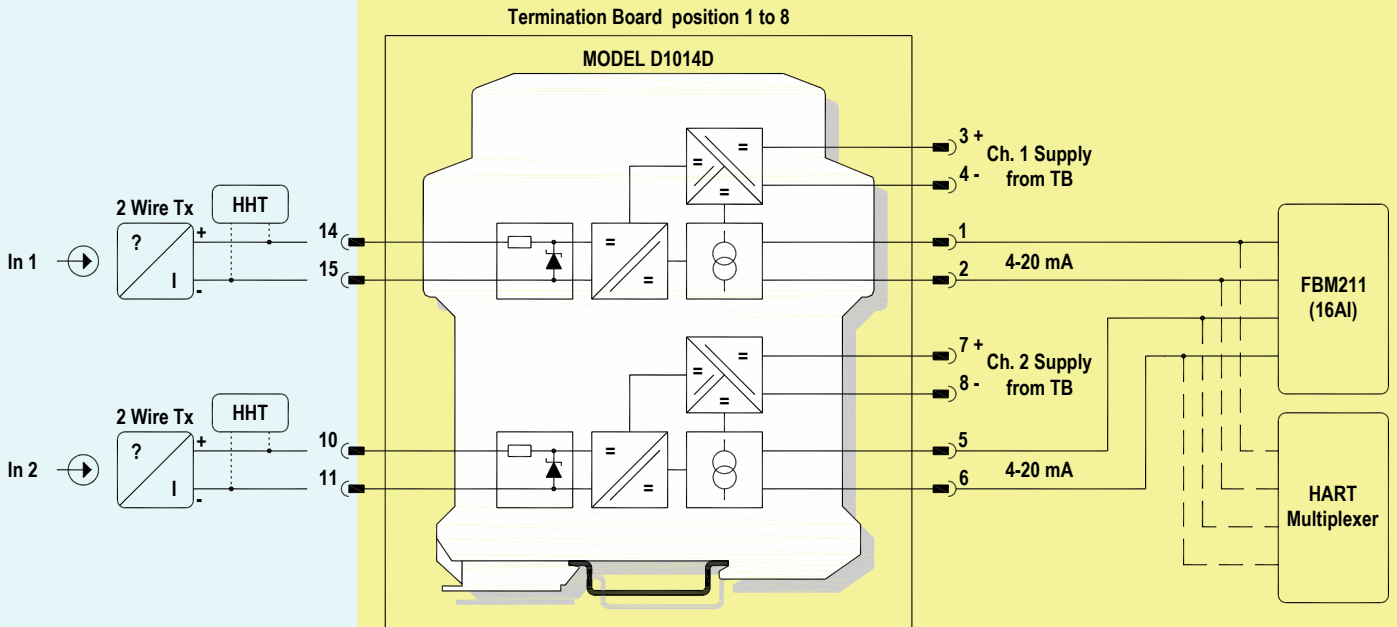 Termination Board position 1 to 8
MODEL D1014D
3 +
Ch. 1 Supply
4 -
from TB
2 Wire Tx
HHT
?
+
I
-
In 1
14
15
=
=
=
=
=
1
2
4-20 mA
FBM211
(16AI)
7 +
Ch. 2 Supply
8 -
from TB
2 Wire Tx
HHT
?
+
I
-
In 2
10
11
=
=
=
=
=
5
6
4-20 mA
HART
Multiplexer